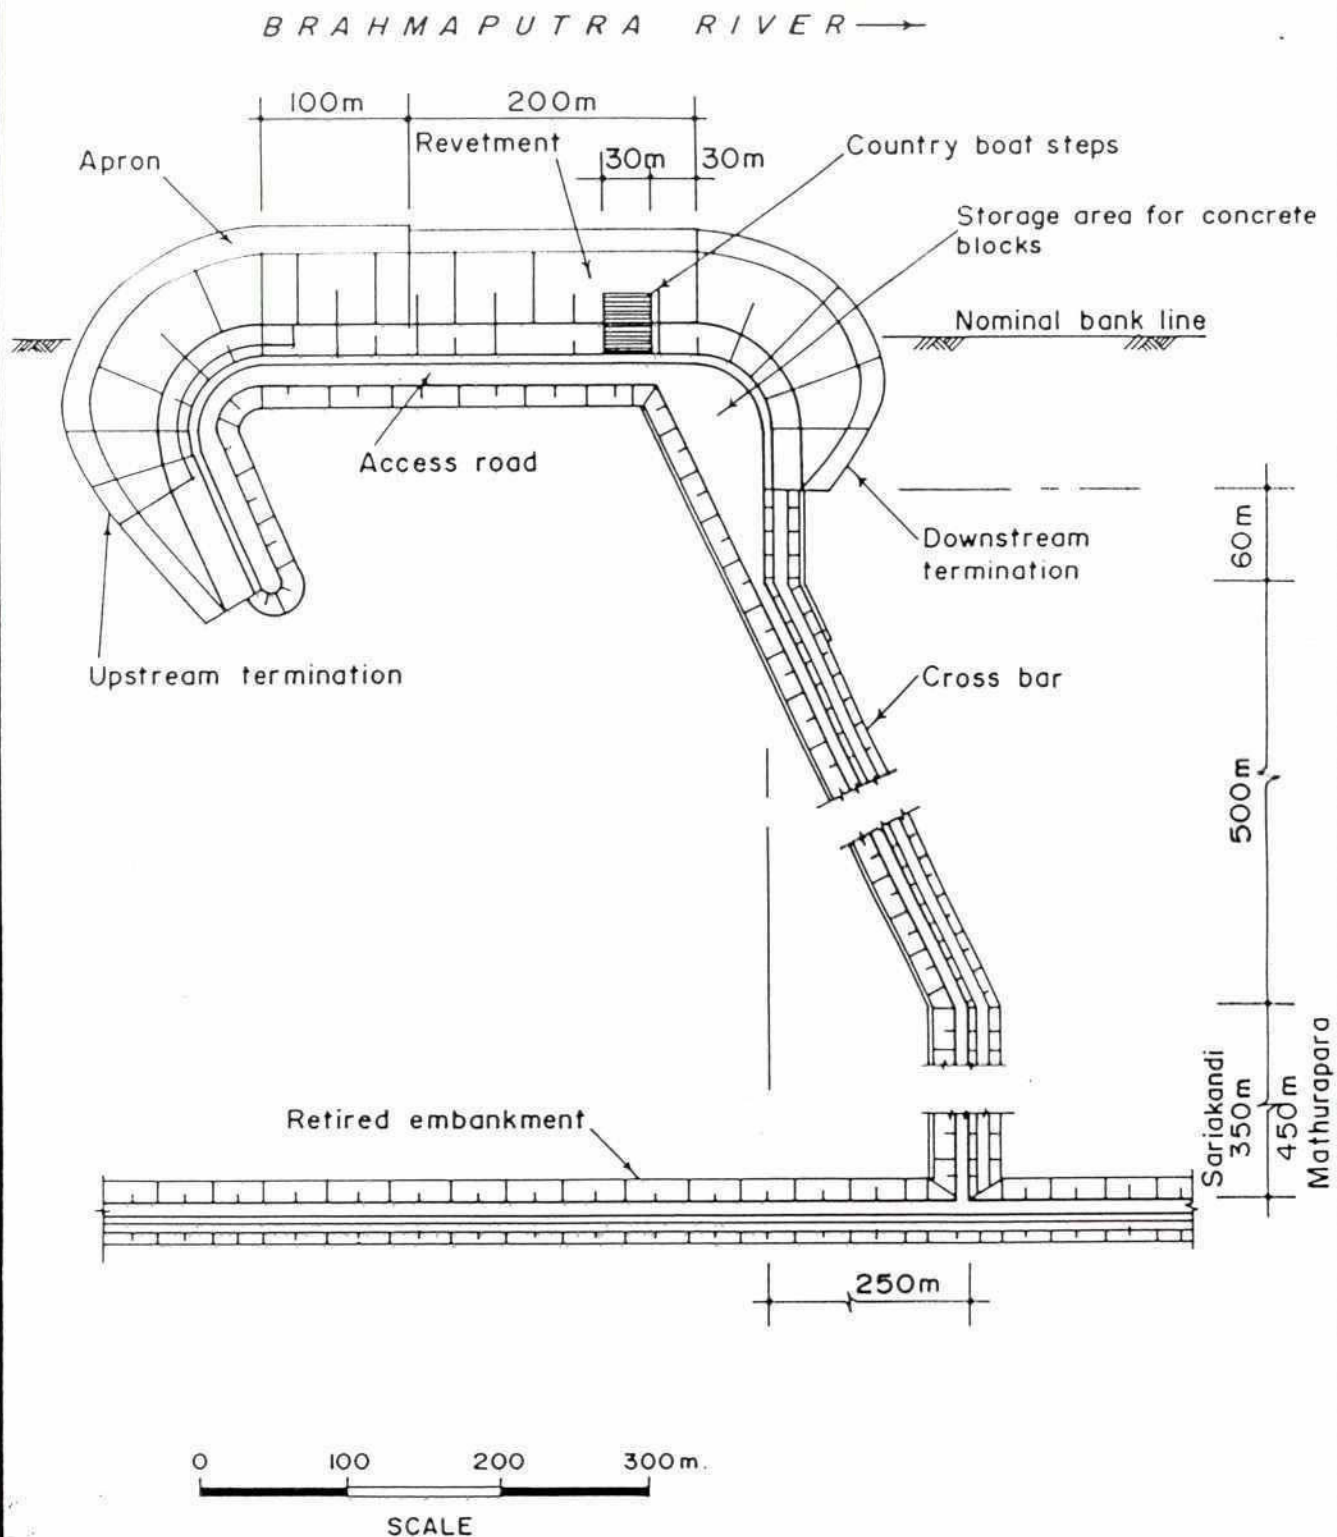 BRAHMAPUTRA RIVER
100m
200m
Revetment
30m
30m
Country boat steps
Apron
Storage area for concrete
blocks
Nominal bank line
Access road
Downstream
termination
60m
Upstream termination
Cross bar
500m
Sariakandi
350m
450m
Mathurapara
Retired embankment
250m
0
100
200
300m.
SCALE